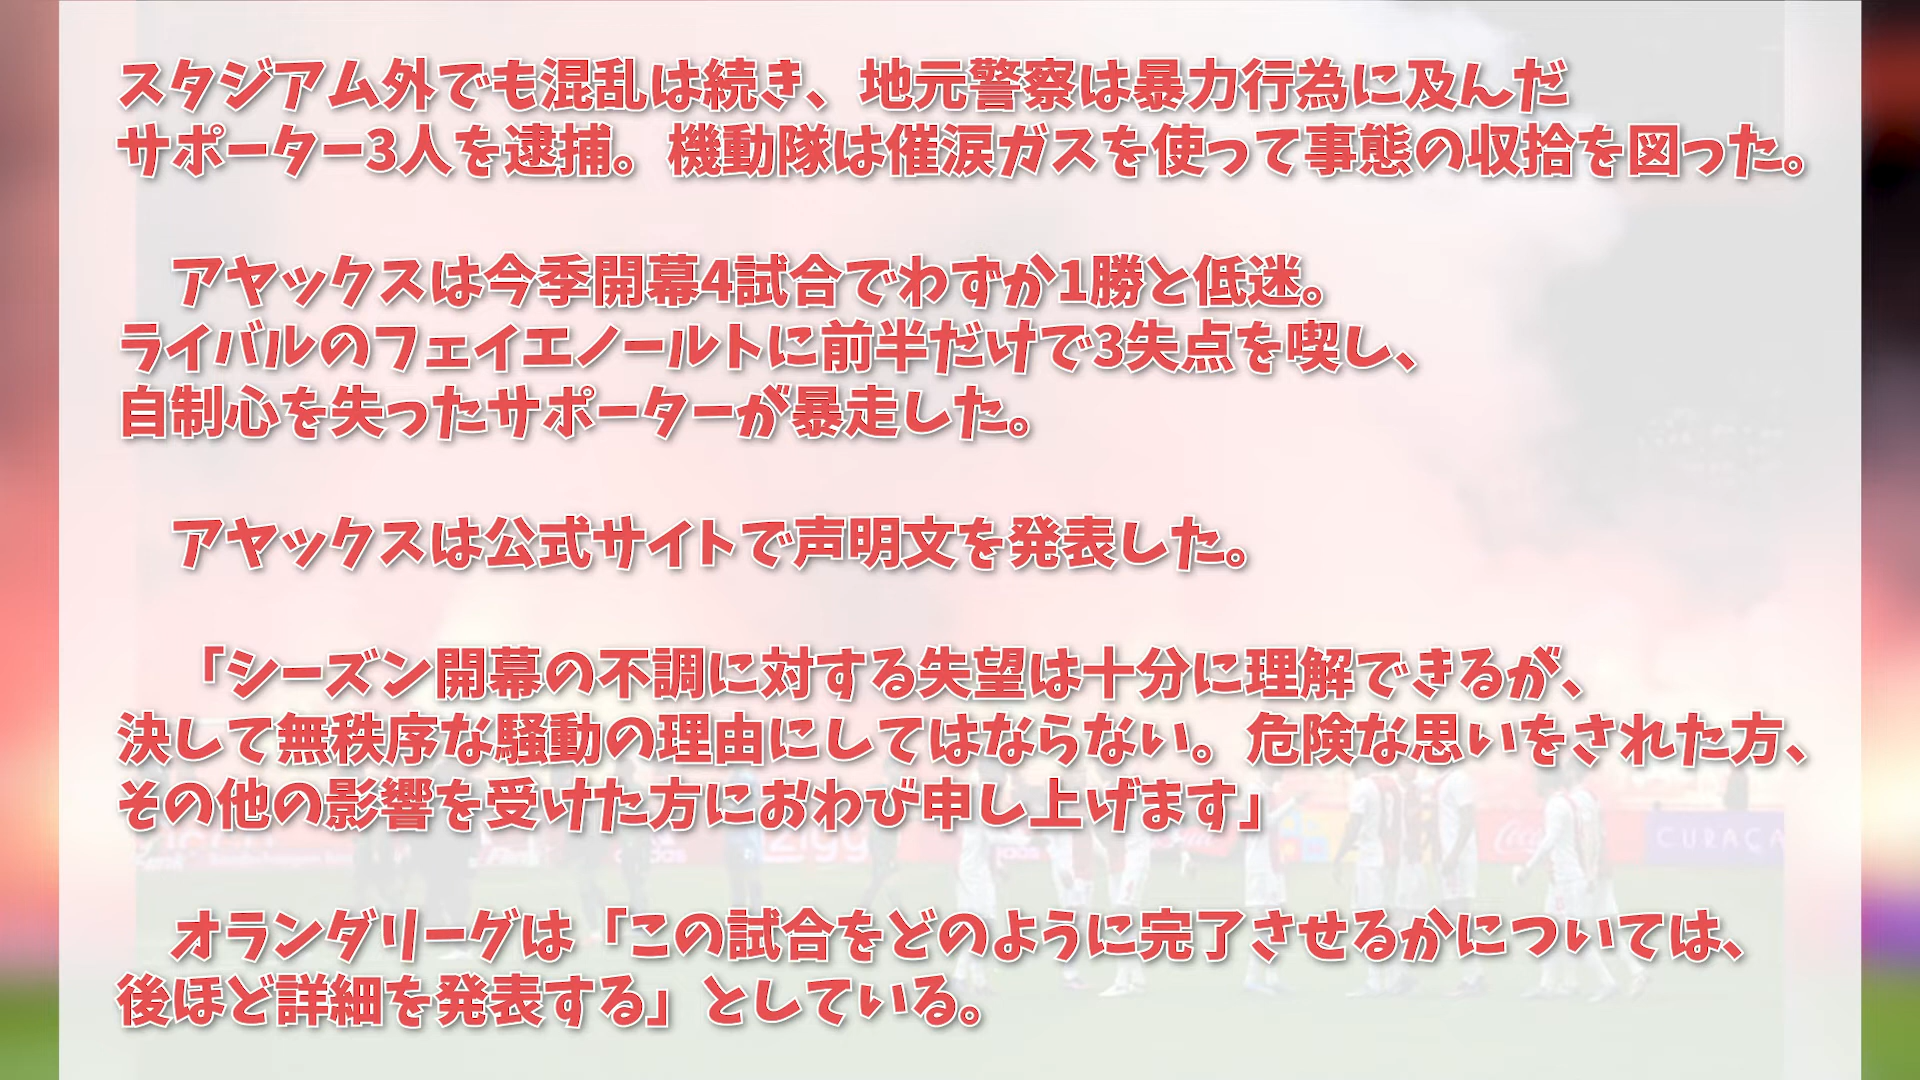 スタジアム外でも混乱は続き、地元警察は暴力行為に及んだ
サポーター3人を逮捕。機動隊は催涙ガスを使って事態の収拾を図った。
アヤックスは今季開幕4試合でわずか1勝と低迷。
ライバルのフェイエノールトに前半だけで3失点を喫し、
自制心を失ったサポーターが暴走した。
アヤックスは公式サイトで声明文を発表した。
「シーズン開幕の不調に対する失望は十分に理解できるが、
決して無秩序な騒動の理由にしてはならない。危険な思いをされた方、
その他の影響を受けた方におわび申し上げます」
オランダリーグは「この試合をどのように完了させるかについては、
後ほど詳細を発表する」としている。
adidas
Ziggo
CURAÇA